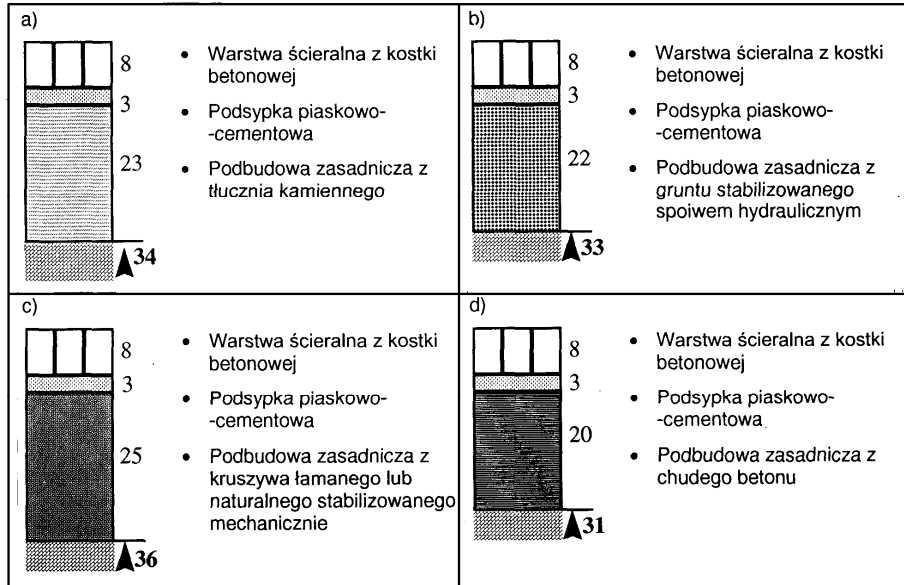 a)
8
3
23
34
• Warstwa ścieralna z kostki
betonowej
• Podsypka piaskowo-
-cementowa
• Podbudowa zasadnicza z
tłucznia kamiennego
b)
8
3
22
33
• Warstwa ścieralna z kostki
betonowej
• Podsypka piaskowo-
-cementowa
• Podbudowa zasadnicza z
gruntu stabilizowanego
spoiwem hydraulicznym
c)
8
3
25
36
• Warstwa ścieralna z kostki
betonowej
• Podsypka piaskowo-
-cementowa
• Podbudowa zasadnicza z
kruszywa łamanego lub
naturalnego stabilizowanego
mechanicznie
d)
8
3
20
31
• Warstwa ścieralna z kostki
betonowej
• Podsypka piaskowo-
-cementowa
• Podbudowa zasadnicza z
chudego betonu